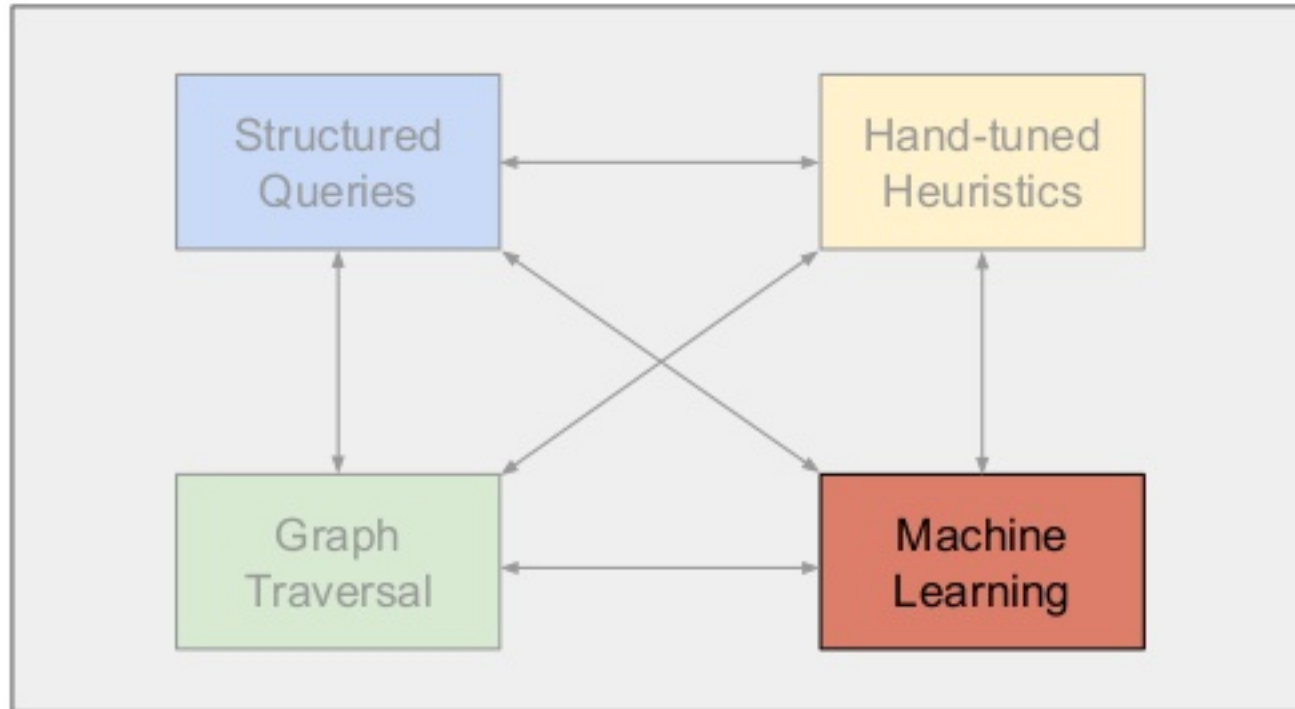 Structured
Queries
Hand-tuned
Heuristics
Graph
Traversal
Machine
Learning